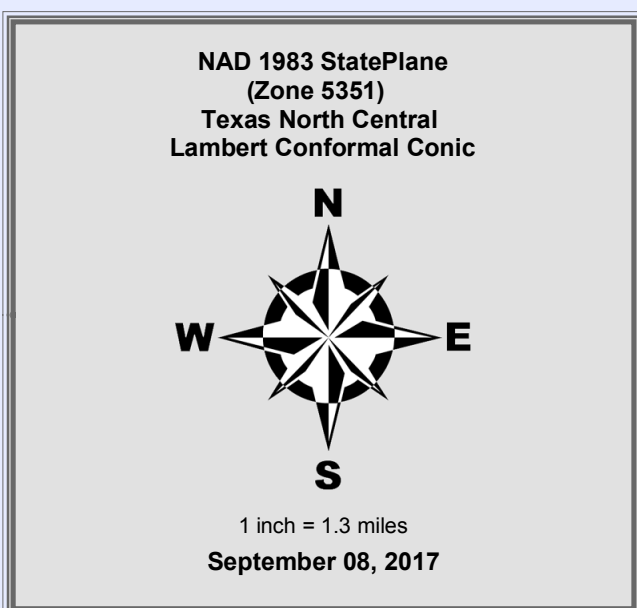 NAD 1983 StatePlane
(Zone 5351)
Texas North Central
Lambert Conformal Conic
N
W E
S
1 inch = 1.3 miles
September 08, 2017